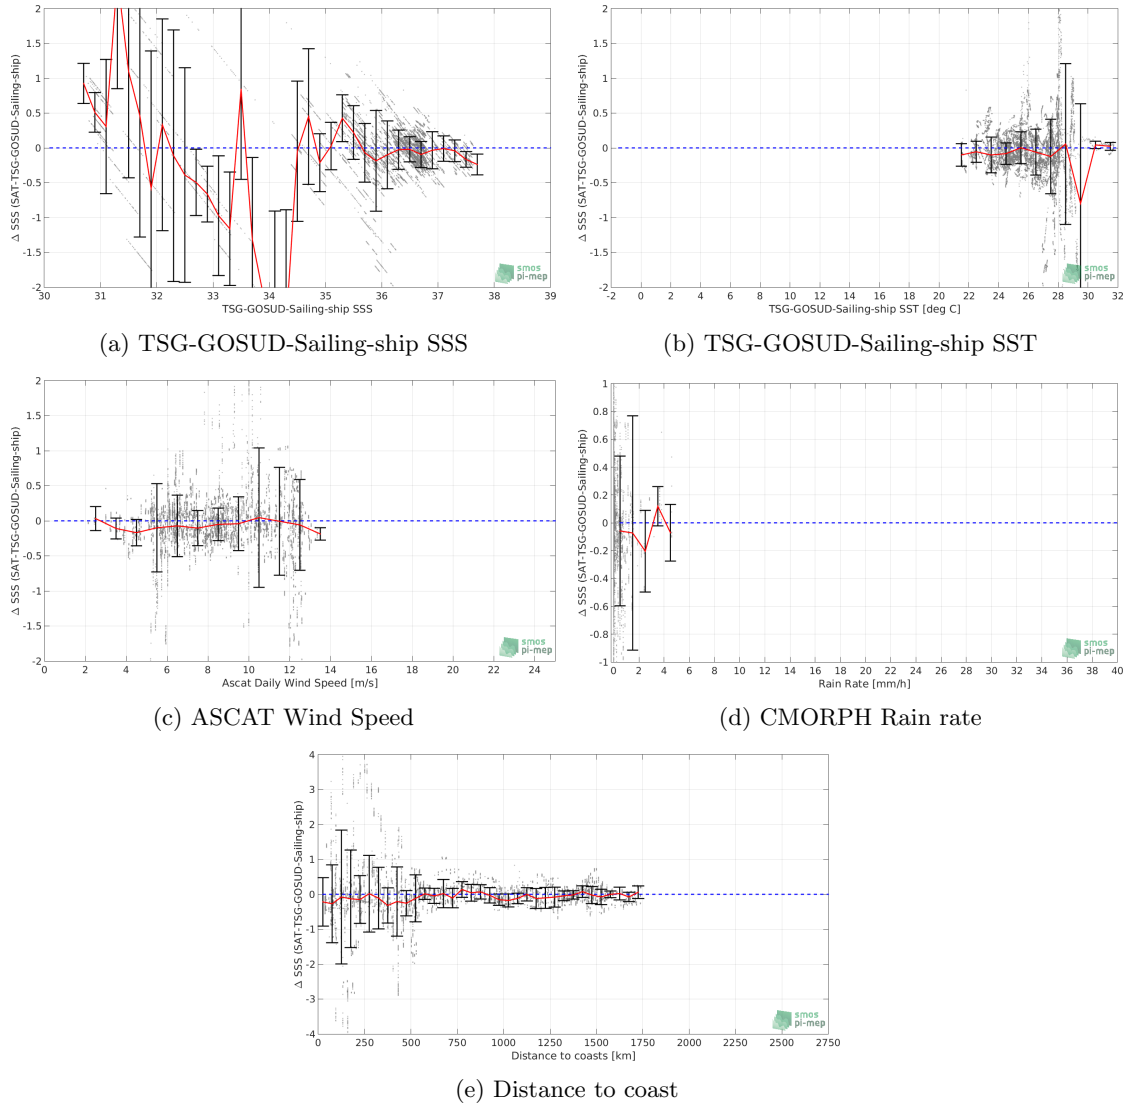 2
1.5
1
0.5
0
-0.5
-1
-1.5
-2
Δ SSS (SAT-TSG-GOSUD-Sailing-ship)
30 31 32 33 34 35 36 37 38 39
TSG-GOSUD-Sailing-ship SSS
smos
pi-mep
(a) TSG-GOSUD-Sailing-ship SSS
2
1.5
1
0.5
0
-0.5
-1
-1.5
-2
Δ SSS (SAT-TSG-GOSUD-Sailing-ship)
-2 0 2 4 6 8 10 12 14 16 18 20 22 24 26 28 30 32
TSG-GOSUD-Sailing-ship SST [deg C]
smos
pi-mep
(b) TSG-GOSUD-Sailing-ship SST
2
1.5
1
0.5
0
-0.5
-1
-1.5
-2
Δ SSS (SAT-TSG-GOSUD-Sailing-ship)
0 2 4 6 8 10 12 14 16 18 20 22 24
Ascat Daily Wind Speed [m/s]
smos
pi-mep
(c) ASCAT Wind Speed
1
0.8
0.6
0.4
0.2
0
-0.2
-0.4
-0.6
-0.8
-1
Δ SSS (SAT-TSG-GOSUD-Sailing-ship)
0 2 4 6 8 10 12 14 16 18 20 22 24 26 28 30 32 34 36 38 40
Rain Rate [mm/h]
smos
pi-mep
(d) CMORPH Rain rate
4
3
2
1
0
-1
-2
-3
-4
Δ SSS (SAT-TSG-GOSUD-Sailing-ship)
0 250 500 750 1000 1250 1500 1750 2000 2250 2500 2750
Distance to coasts [km]
smos
pi-mep
(e) Distance to coast